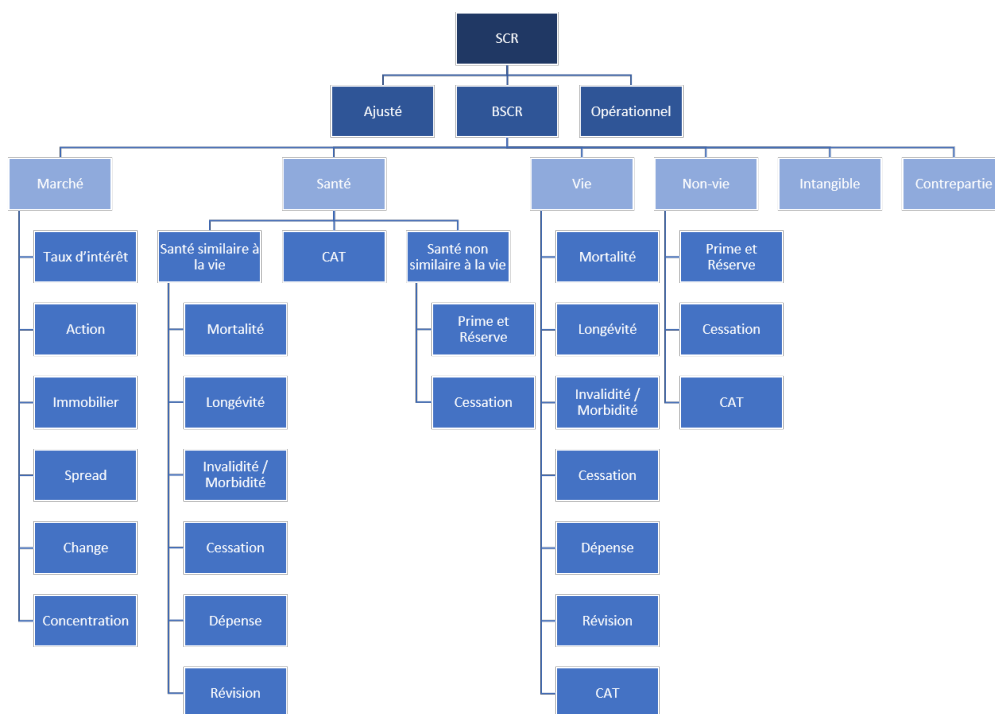 SCR
Ajusté
BSCR
Opérationnel
Marché
Santé
Vie
Non-vie
Intangible
Contrepartie
Taux d'intérêt
Action
Immobilier
Spread
Change
Concentration
Santé similaire à
la vie
Mortalité
Longévité
Invalidité /
Morbidité
Cessation
Dépense
Révision
CAT
Santé non
similaire à la vie
Prime et
Réserve
Cessation
Mortalité
Longévité
Invalidité /
Morbidité
Cessation
Dépense
Révision
CAT
Prime et
Réserve
Cessation
CAT